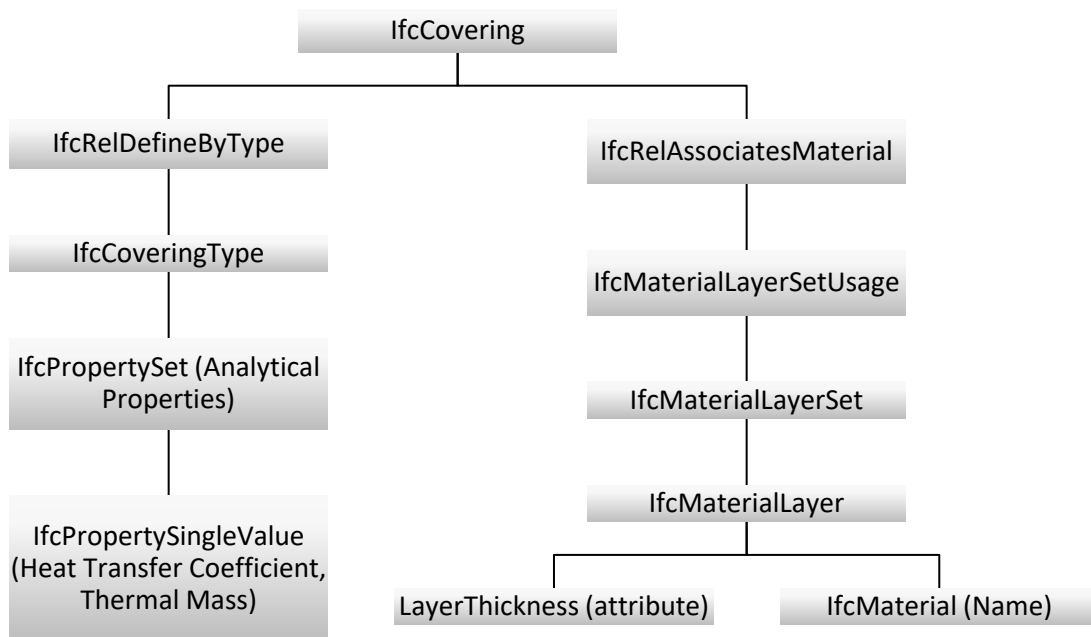 IfcCovering
IfcRelDefineByType
IfcRelAssociatesMaterial
IfcCoveringType
IfcMaterialLayerSetUsage
IfcPropertySet (Analytical
Properties)
IfcMaterialLayerSet
IfcPropertySingleValue
(Heat Transfer Coefficient,
Thermal Mass)
IfcMaterialLayer
LayerThickness (attribute)
IfcMaterial (Name)